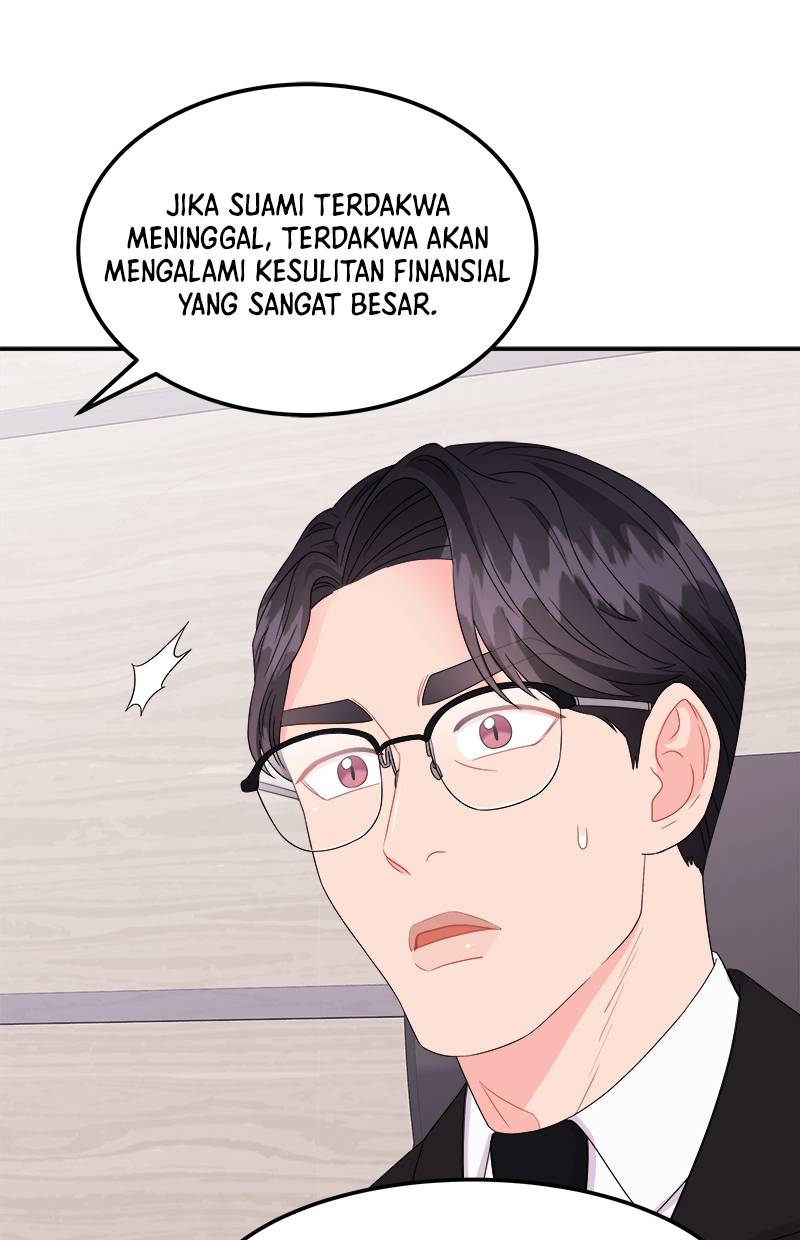 JIKA SUAMI TERDAKWA
MENINGGAL, TERDAKWA AKAN
MENGALAMI KESULITAN FINANSIAL
YANG SANGAT BESAR.